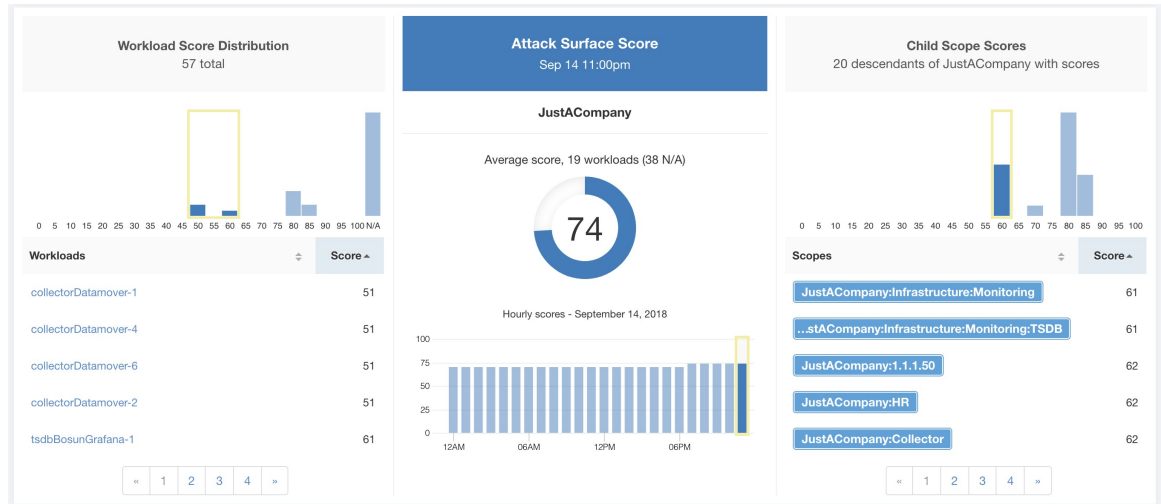 Workload Score Distribution
57 total
0 5 10 15 20 25 30 35 40 45 50 55 60 65 70 75 80 85 90 95 100 N/A
Workloads Score
collectorDatamover-1 51
collectorDatamover-4 51
collectorDatamover-6 51
collectorDatamover-2 51
tsdbBosunGrafana-1 61
« 1 2 3 4 »
Attack Surface Score
Sep 14 11:00pm
JustACompany
Average score, 19 workloads (38 N/A)
74
Hourly scores - September 14, 2018
100
75
50
25
0
12AM 06AM 12PM 06PM
Child Scope Scores
20 descendants of JustACompany with scores
0 5 10 15 20 25 30 35 40 45 50 55 60 65 70 75 80 85 90 95 100
Scopes Score
JustACompany:Infrastructure:Monitoring 61
...stACompany:Infrastructure:Monitoring:TSDB 61
JustACompany:1.1.1.50 62
JustACompany:HR 62
JustACompany:Collector 62
« 1 2 3 4 »